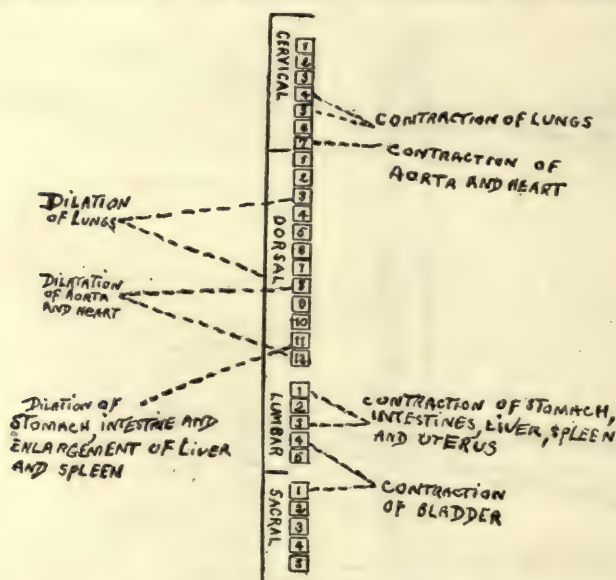 CERVICAL
1
2
3
4
5
6
7
CONTRACTION OF LUNGS
CONTRACTION OF
AORTA AND HEART
DORSAL
1
2
3
4
5
6
7
8
9
10
11
12
DILATION
OF LUNGS
DILATATION
OF AORTA
AND HEART
DILATION OF
STOMACH INTESTINE AND
ENLARGEMENT OF LIVER
AND SPLEEN
LUMBAR
1
2
3
4
5
CONTRACTION OF STOMACH,
INTESTINES, LIVER, SPLEEN
AND UTERUS
SACRAL
1
2
3
4
5
CONTRACTION
OF BLADDER